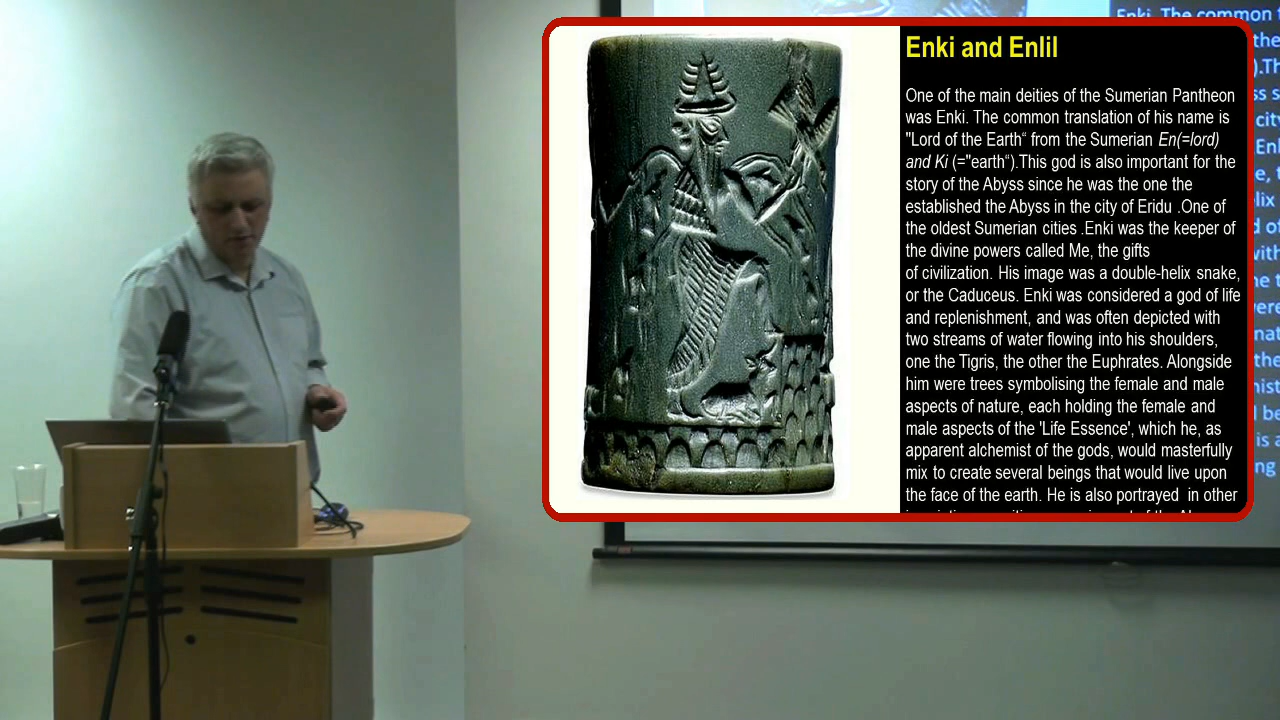 Enki and Enlil
One of the main deities of the Sumerian Pantheon
was Enki. The common translation of his name is
"Lord of the Earth“ from the Sumerian En(=lord)
and Ki (="earth“).This god is also important for the
story of the Abyss since he was the one the
established the Abyss in the city of Eridu .One of
the oldest Sumerian cities .Enki was the keeper of
the divine powers called Me, the gifts
of civilization. His image was a double-helix snake,
or the Caduceus. Enki was considered a god of life
and replenishment, and was often depicted with
two streams of water flowing into his shoulders,
one the Tigris, the other the Euphrates. Alongside
him were trees symbolising the female and male
aspects of nature, each holding the female and
male aspects of the 'Life Essence', which he, as
apparent alchemist of the gods, would masterfully
mix to create several beings that would live upon
the face of the earth. He is also portrayed in other
Enki. The common